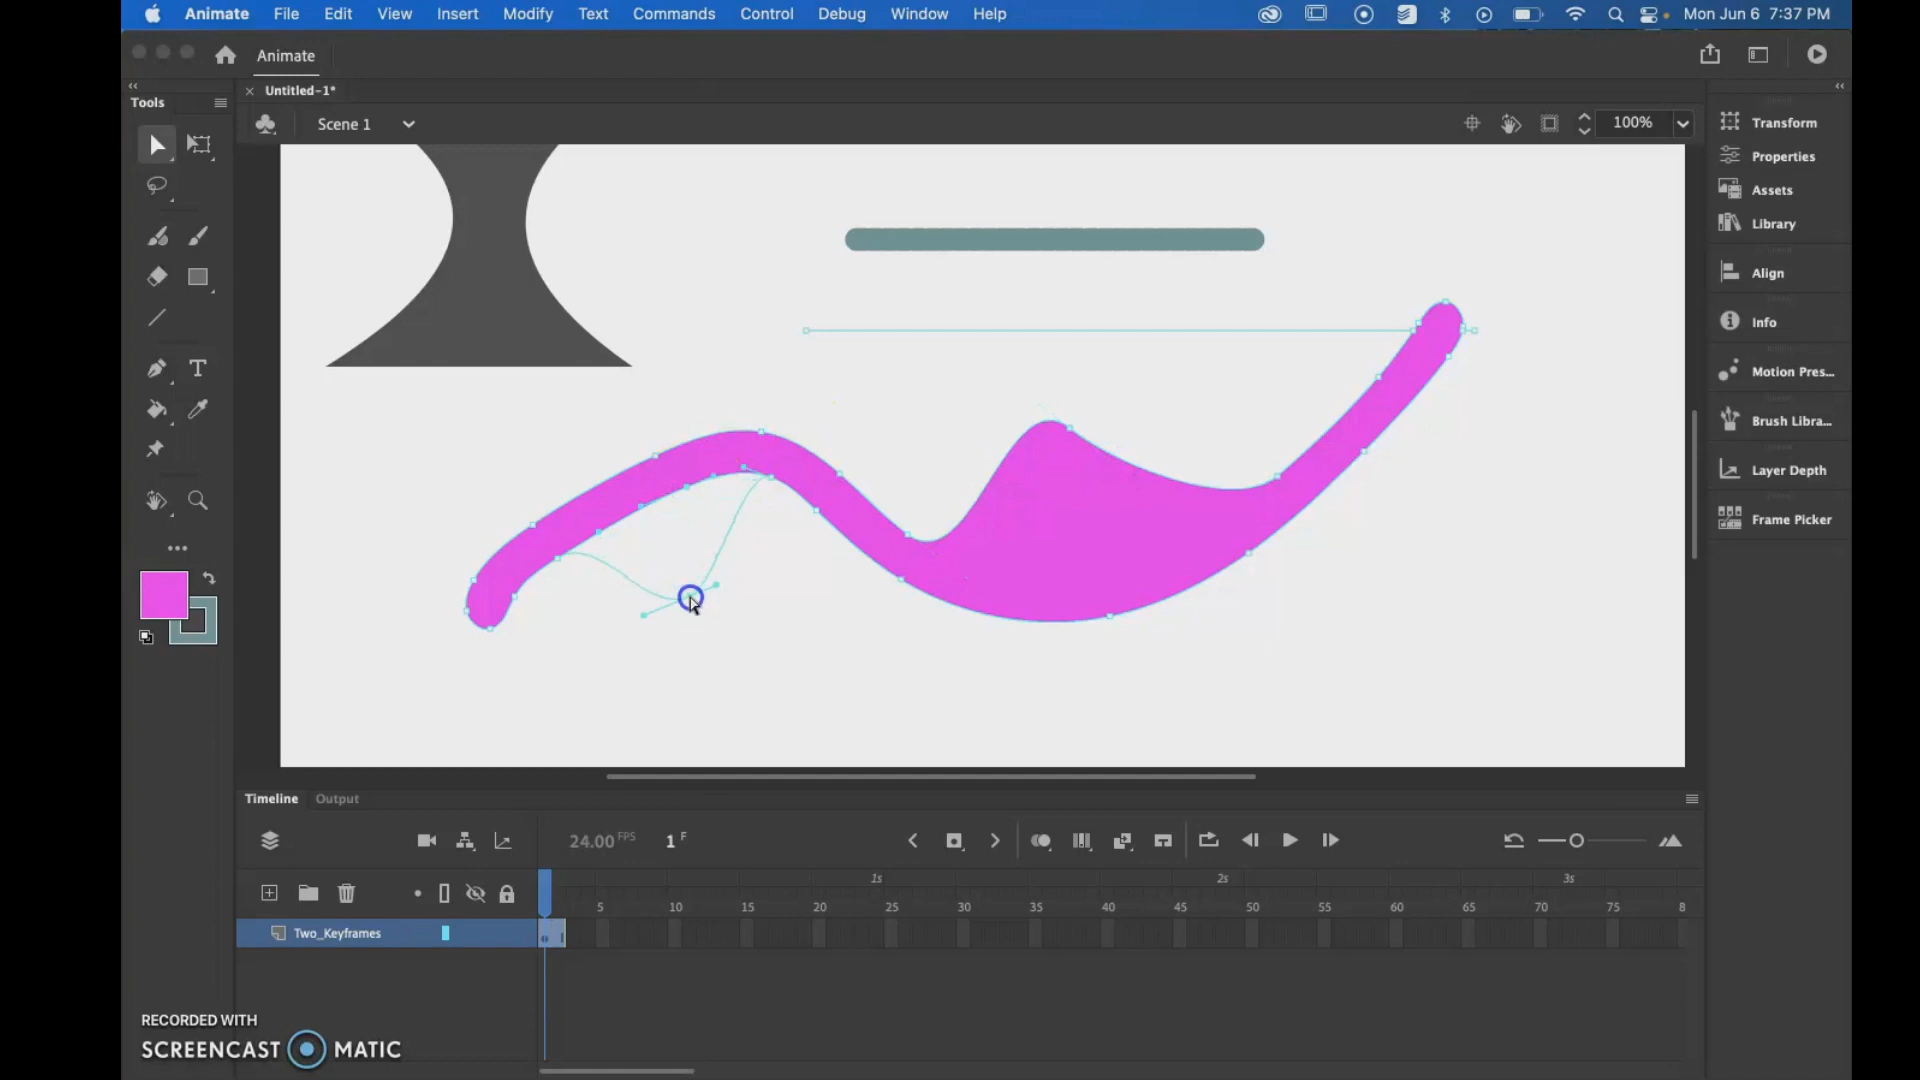 Animate File Edit View Insert Modify Text Commands Control Debug Window Help Mon Jun 6 7:37 PM
Animate
Tools
Untitled-1*
Scene 1
100%
Transform
Properties
Assets
Library
Align
Info
Motion Pres...
Brush Libra...
Layer Depth
Frame Picker
T
Timeline Output
24.00 FPS 1 F
1s 2s 3s
5 10 15 20 25 30 35 40 45 50 55 60 65 70 75 8
Two_Keyframes
RECORDED WITH
SCREENCAST MATIC